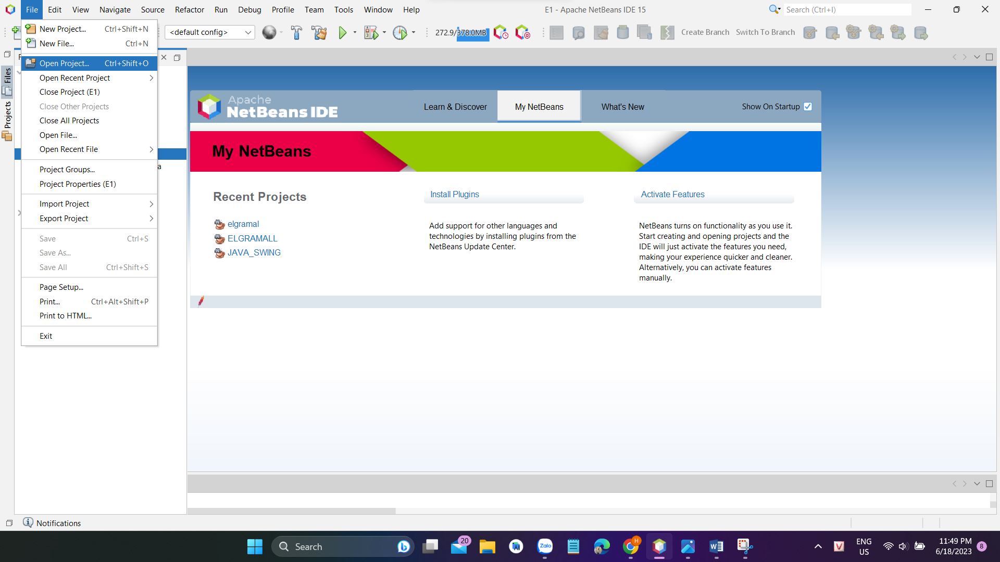 File Edit View Navigate Source Refactor Run Debug Profile Team Tools Window Help
E1 - Apache NetBeans IDE 15
Search (Ctrl+I)
<default config>
272.9/378.0MB
Create Branch Switch To Branch
New Project... Ctrl+Shift+N
New File... Ctrl+N
Open Project... Ctrl+Shift+O
Open Recent Project
Close Project (E1)
Close Other Projects
Close All Projects
Open File...
Open Recent File
Project Groups...
Project Properties (E1)
Import Project
Export Project
Save Ctrl+S
Save As...
Save All Ctrl+Shift+S
Page Setup...
Print... Ctrl+Alt+Shift+P
Print to HTML...
Exit
Files
Projects
a
Apache
NetBeans IDE
Learn & Discover
My NetBeans
What's New
Show On Startup
My NetBeans
Recent Projects
elgramal
ELGRAMALL
JAVA_SWING
Install Plugins
Add support for other languages and
technologies by installing plugins from the
NetBeans Update Center.
Activate Features
NetBeans turns on functionality as you use it.
Start creating and opening projects and the
IDE will just activate the features you need,
making your experience quicker and cleaner.
Alternatively, you can activate features
manually.
Notifications
Search
20
Zalo
H
ENG
US
11:49 PM
6/18/2023
8